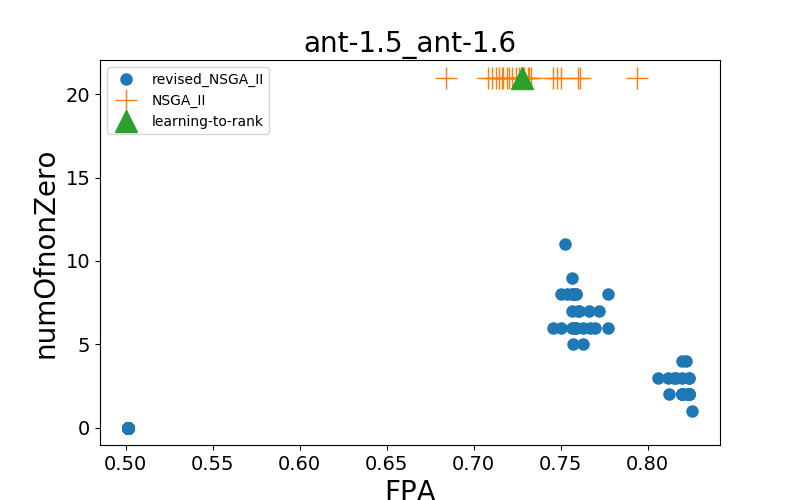 ant-1.5_ant-1.6
revised_NSGA_II
NSGA_II
learning-to-rank
numOfnonZero
20
15
10
5
0
0.50 0.55 0.60 0.65 0.70 0.75 0.80
FPA